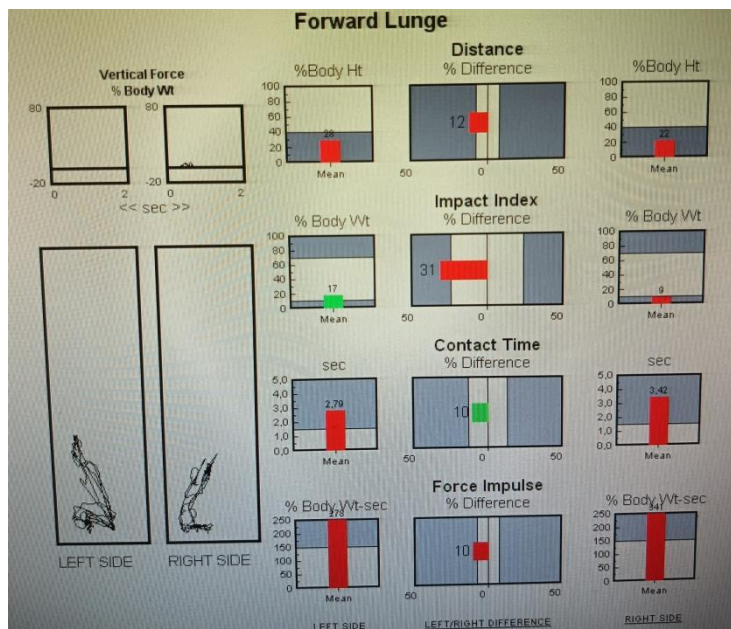 Forward Lunge
Vertical Force
% Body Wt
80
-20
0
2
80
-20
0
2
<< sec >>
LEFT SIDE
RIGHT SIDE
Distance
%Body Ht
% Difference
%Body Ht
100
80
60
40
20
0
28
Mean
12
50
0
50
100
80
60
40
20
0
22
Mean
Impact Index
% Body Wt
% Difference
% Body Wt
100
80
60
40
20
0
17
Mean
31
50
0
50
100
80
60
40
20
0
9
Mean
Contact Time
sec
% Difference
sec
5,0
4,0
3,0
2,0
1,0
0,0
2,79
Mean
10
50
0
50
5,0
4,0
3,0
2,0
1,0
0,0
3,42
Mean
Force Impulse
% Body Wt-sec
% Difference
% Body Wt-sec
250
200
150
100
50
0
278
Mean
10
50
0
50
250
200
150
100
50
0
341
Mean
LEFT SIDE
LEFT/RIGHT DIFFERENCE
RIGHT SIDE